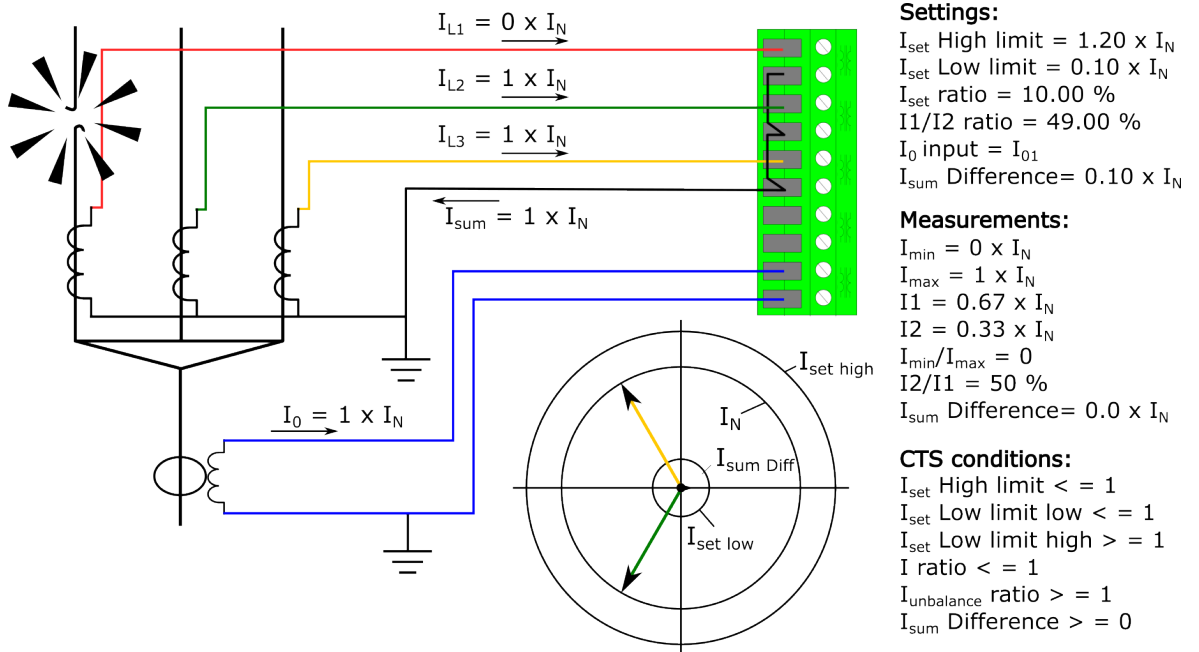 I_L1 = 0 x I_N
I_L2 = 1 x I_N
I_L3 = 1 x I_N
I_sum = 1 x I_N
I_0 = 1 x I_N
I_set high
I_N
I_sum Diff
I_set low
Settings:
I_set High limit = 1.20 x I_N
I_set Low limit = 0.10 x I_N
I_set ratio = 10.00 %
I1/I2 ratio = 49.00 %
I_0 input = I_01
I_sum Difference= 0.10 x I_N
Measurements:
I_min = 0 x I_N
I_max = 1 x I_N
I1 = 0.67 x I_N
I2 = 0.33 x I_N
I_min/I_max = 0
I2/I1 = 50 %
I_sum Difference= 0.0 x I_N
CTS conditions:
I_set High limit < = 1
I_set Low limit low < = 1
I_set Low limit high > = 1
I ratio < = 1
I_unbalance ratio > = 1
I_sum Difference > = 0